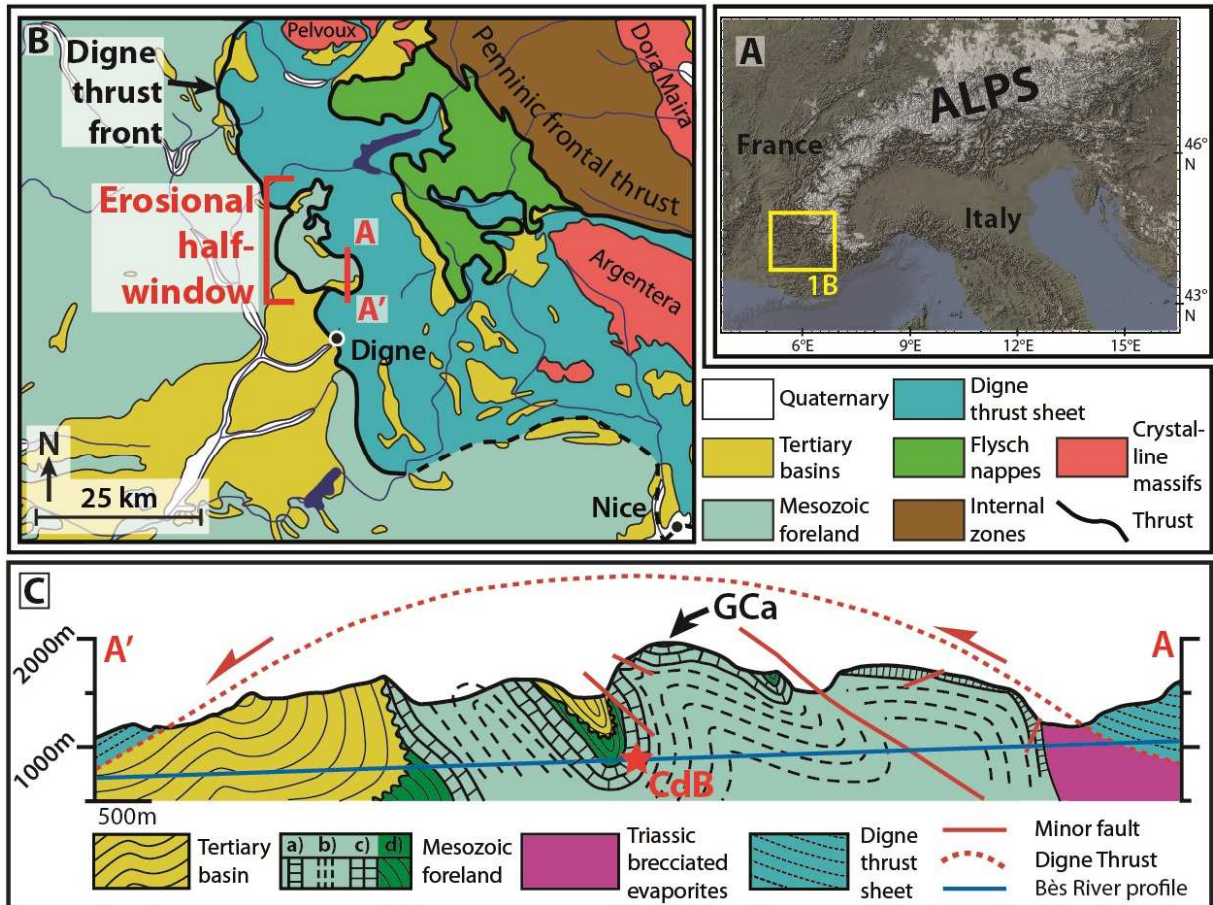 B
Digne
thrust
front
Pelvoux
Penninic frontal thrust
Dora Maira
Erosional
half-
window
A
A'
Argentera
Digne
N
25 km
Nice
A
ALPS
France
Italy
1B
46°
N
43°
N
6°E
9°E
12°E
15°E
Quaternary
Tertiary
basins
Mesozoic
foreland
Digne
thrust sheet
Flysch
nappes
Internal
zones
Crystal-
line
massifs
Thrust
C
A'
GCa
A
2000m
1000m
500m
CdB
Tertiary
basin
a) b) c) d)
Mesozoic
foreland
Triassic
brecciated
evaporites
Digne
thrust
sheet
Minor fault
Digne Thrust
Bès River profile